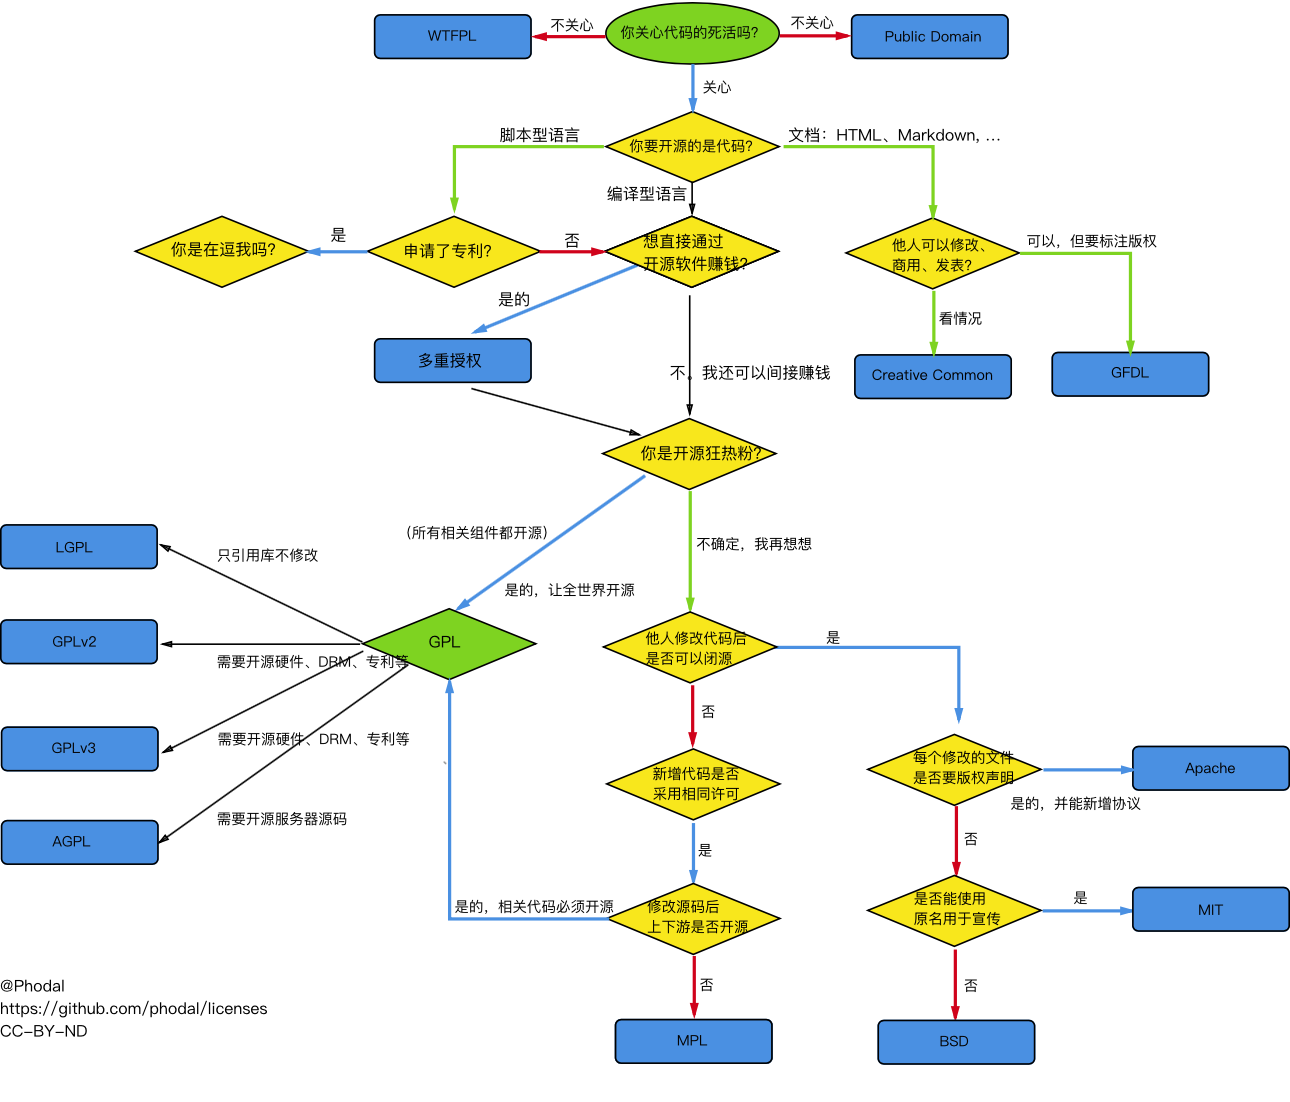 WTFPL
不关心
你关心代码的死活吗?
不关心
Public Domain
关心
脚本型语言
你要开源的是代码?
文档：HTML、Markdown, ...
编译型语言
你是在逗我吗?
是
申请了专利?
否
想直接通过
开源软件赚钱?
他人可以修改、
商用、发表?
可以，但要标注版权
是的
看情况
多重授权
不。我还可以间接赚钱
Creative Common
GFDL
你是开源狂热粉?
(所有相关组件都开源)
不确定，我再想想
LGPL
只引用库不修改
是的，让全世界开源
GPLv2
GPL
他人修改代码后
是否可以闭源
是
需要开源硬件、DRM、专利等
否
GPLv3
需要开源硬件、DRM、专利等
新增代码是否
采用相同许可
每个修改的文件
是否要版权声明
Apache
是的，并能新增协议
AGPL
需要开源服务器源码
是
否
是的，相关代码必须开源
修改源码后
上下游是否开源
是否能使用
原名用于宣传
是
MIT
否
否
@Phodal
https://github.com/phodal/licenses
CC-BY-ND
MPL
BSD